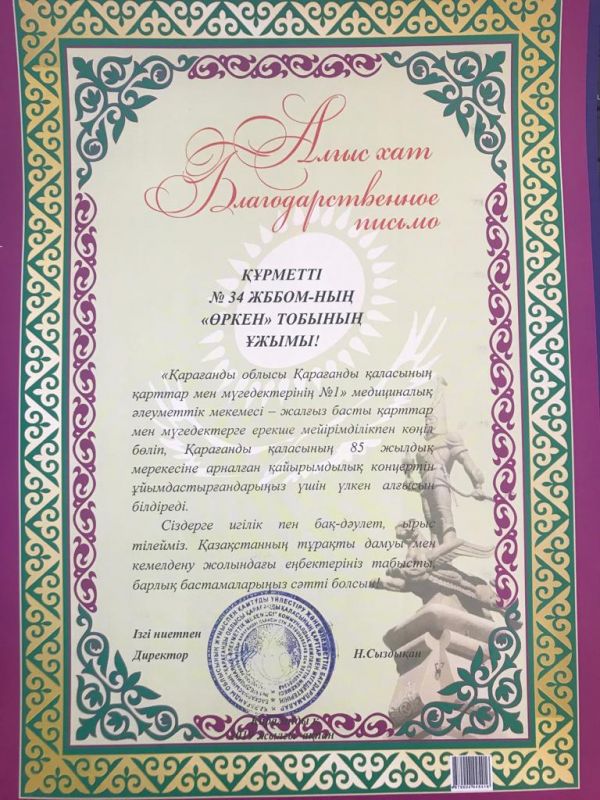 Алғыс хат
Благодарственное
письмо
ҚҰРМЕТТІ
№ 34 ЖББОМ-НЫҢ
«ӨРКЕН» ТОБЫНЫҢ
ҰЖЫМЫ!
«Қарағанды облысы Қарағанды қаласының
қарттар мен мүгедектерінің №1» медициналық
әлеуметтік мекемесі – жалғыз басты қарттар
мен мүгедектерге ерекше мейірімділікпен көңіл
бөліп, Қарағанды қаласының 85 жылдық
мерекесіне арналған қайырымдылық концертін
ұйымдастырғандарыңыз үшін үлкен алғысын
білдіреді.
Сіздерге игілік пен бақ-дәулет, ырыс
тілейміз. Қазақстанның тұрақты дамуы мен
кемелдену жолындағы еңбектеріңіз табысты,
барлық бастамаларыңыз сәтті болсын!
Ізгі ниетпен
Директор Н.Сыздықан
жылғы ақпан